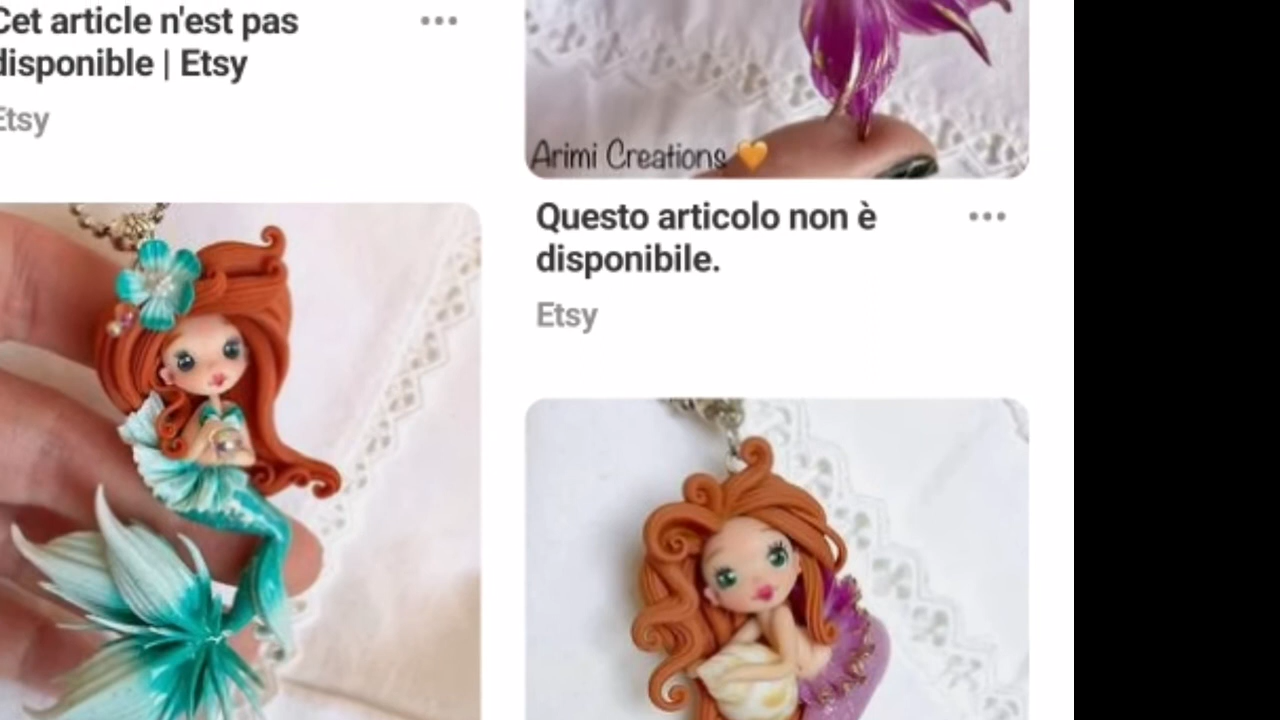 Cet article n'est pas
disponible | Etsy
Etsy
Arimi Creations
Questo articolo non è
disponibile.
Etsy